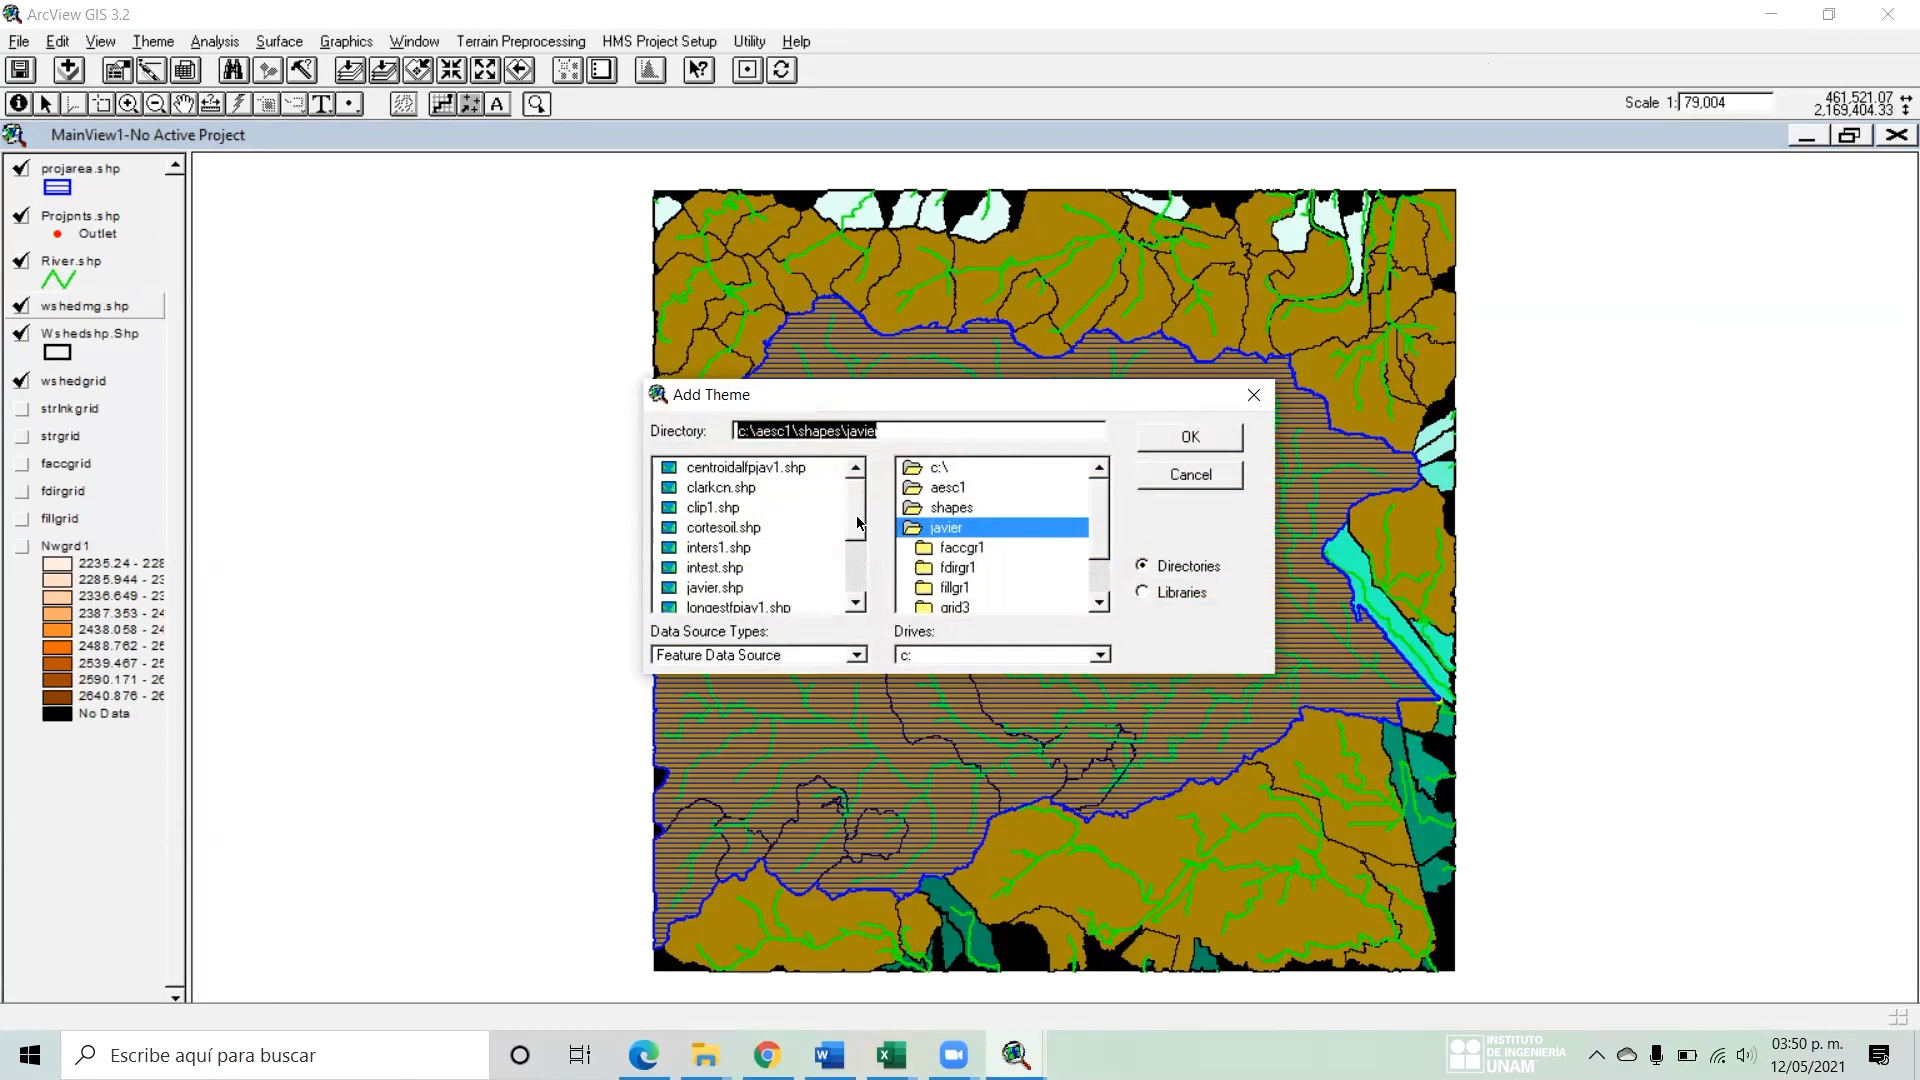 ArcView GIS 3.2
File Edit View Theme Analysis Surface Graphics Window Terrain Preprocessing HMS Project Setup Utility Help
Scale 1: 79,004
461,521.07
2,169,404.33
MainView1-No Active Project
projarea.shp
Projpnts.shp
Outlet
River.shp
wshedmg.shp
Wshedshp.Shp
wshedgrid
strlnkgrid
strgrid
faccgrid
fdirgrid
fillgrid
Nwgrd1
2235.24 - 228
2285.944 - 23
2336.649 - 23
2387.353 - 24
2438.058 - 24
2488.762 - 25
2539.467 - 25
2590.171 - 26
2640.876 - 26
No Data
Add Theme
Directory: c:\aesc1\shapes\javier
OK
Cancel
centroidalfpjav1.shp
clarkcn.shp
clip1.shp
cortesoil.shp
inters1.shp
intest.shp
javier.shp
longestfpjav1.shp
c:\
aesc1
shapes
javier
faccgr1
fdirgr1
fillgr1
grid3
Directories
Libraries
Data Source Types:
Feature Data Source
Drives:
c:
Escribe aquí para buscar
INSTITUTO
DE INGENIERÍA
UNAM
03:50 p. m.
12/05/2021